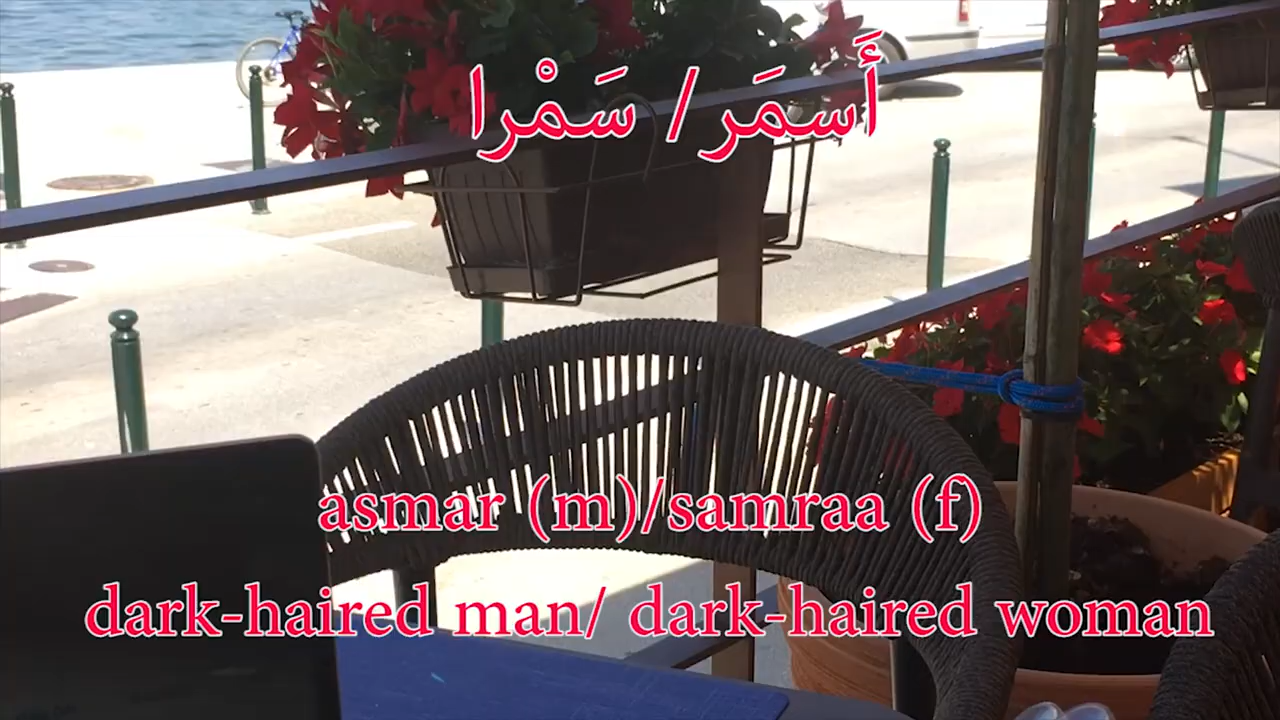 أَسمَر / سَمْرا
asmar (m)/samraa (f)
dark-haired man/ dark-haired woman